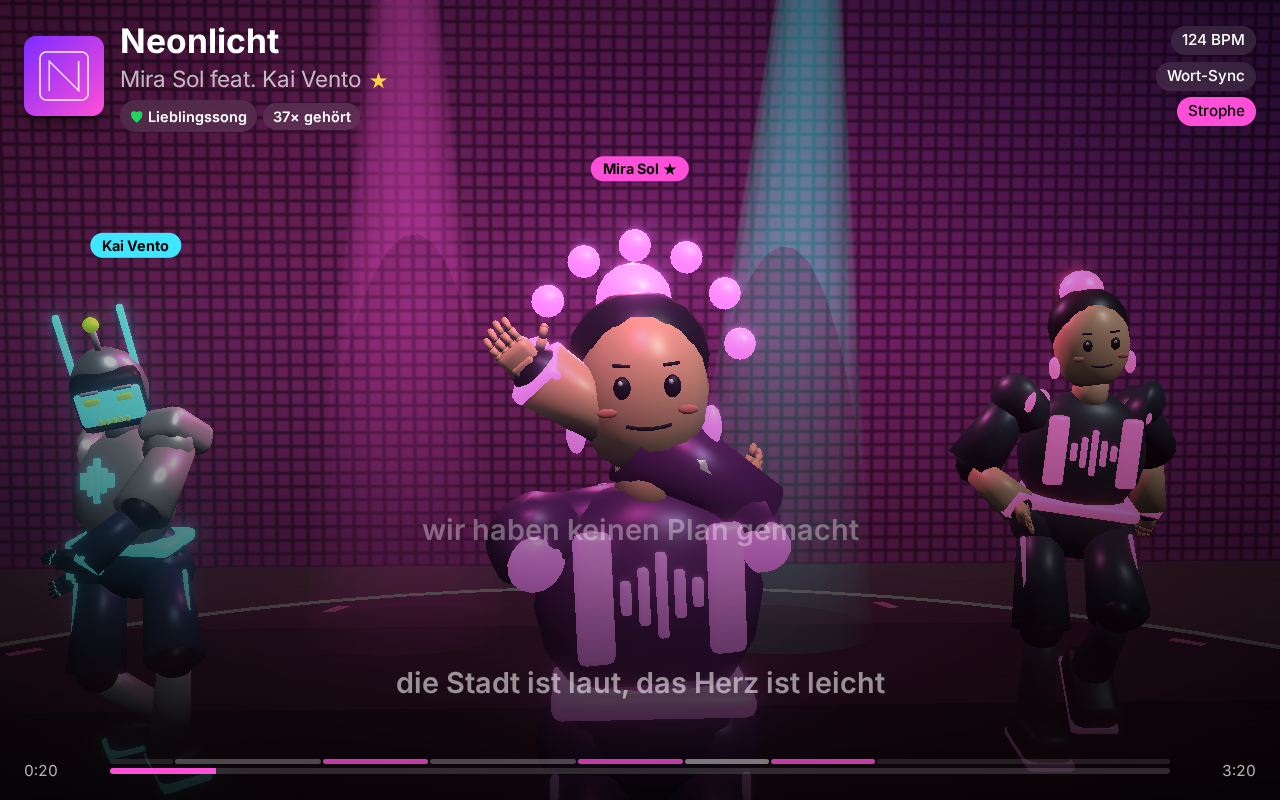 N
Neonlicht
Mira Sol feat. Kai Vento ★
Lieblingssong
37× gehört
124 BPM
Wort-Sync
Strophe
Mira Sol ★
Kai Vento
wir haben keinen Plan gemacht
die Stadt ist laut, das Herz ist leicht
0:20
3:20